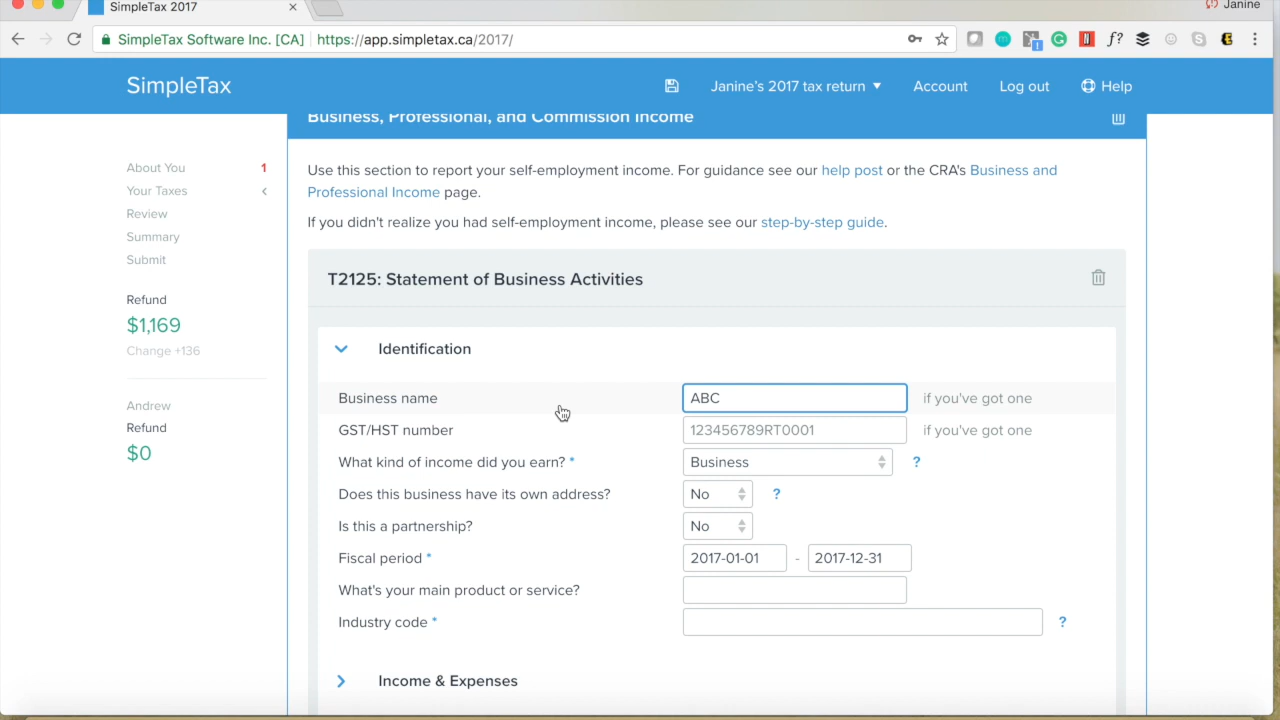 SimpleTax 2017
Janine
SimpleTax Software Inc. [CA] https://app.simpletax.ca/2017/
SimpleTax
Janine's 2017 tax return
Account
Log out
Help
Business, Professional, and Commission Income
About You 1
Your Taxes
Review
Summary
Submit
Refund
$1,169
Change +136
Andrew
Refund
$0
Use this section to report your self-employment income. For guidance see our help post or the CRA's Business and
Professional Income page.
If you didn't realize you had self-employment income, please see our step-by-step guide.
T2125: Statement of Business Activities
Identification
Business name ABC if you've got one
GST/HST number 123456789RT0001 if you've got one
What kind of income did you earn? * Business ?
Does this business have its own address? No ?
Is this a partnership? No
Fiscal period * 2017-01-01 - 2017-12-31
What's your main product or service?
Industry code * ?
Income & Expenses